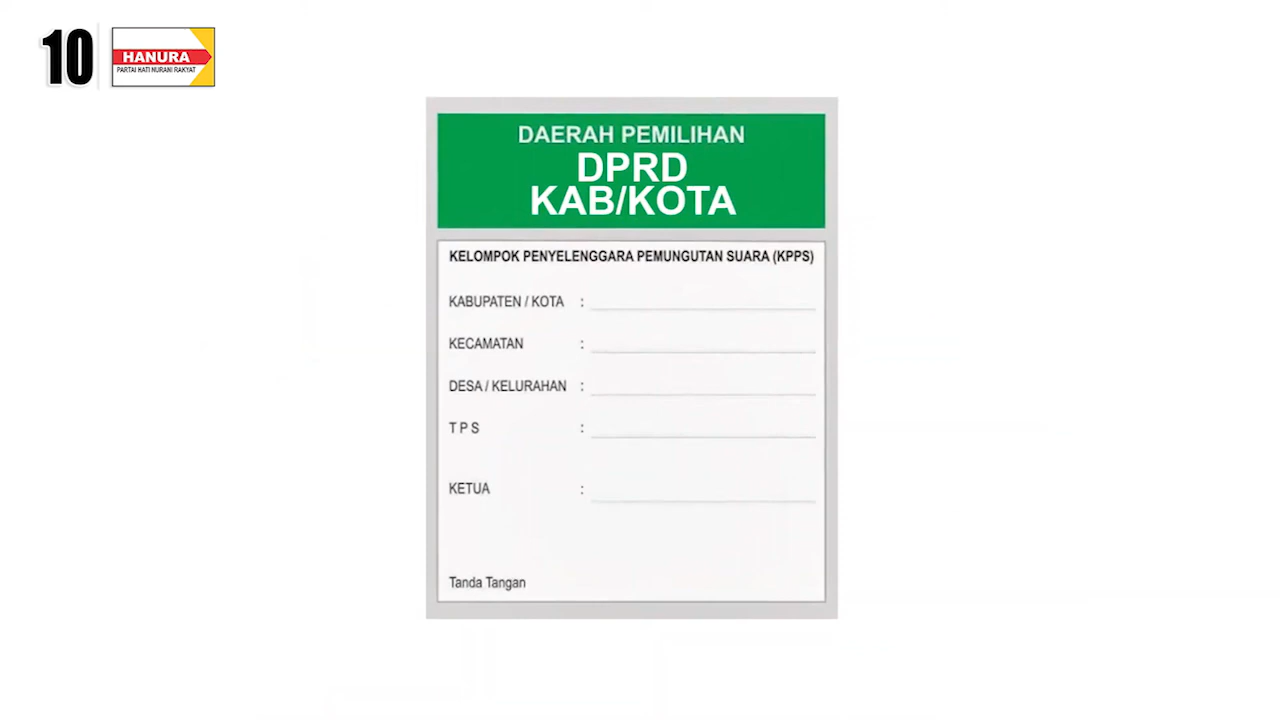 10
HANURA
PARTAI HATI NURANI RAKYAT
DAERAH PEMILIHAN
DPRD
KAB/KOTA
KELOMPOK PENYELENGGARA PEMUNGUTAN SUARA (KPPS)
KABUPATEN / KOTA :
KECAMATAN :
DESA / KELURAHAN :
T P S :
KETUA :
Tanda Tangan